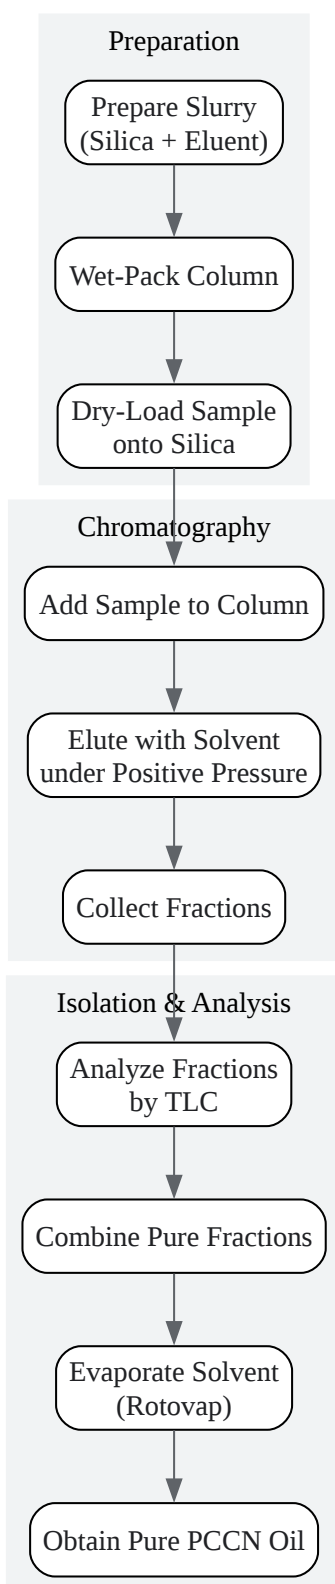 Preparation
Prepare Slurry
(Silica + Eluent)
Wet-Pack Column
Dry-Load Sample
onto Silica
Chromatography
Add Sample to Column
Elute with Solvent
under Positive Pressure
Collect Fractions
Isolation & Analysis
Analyze Fractions
by TLC
Combine Pure Fractions
Evaporate Solvent
(Rotovap)
Obtain Pure PCCN Oil